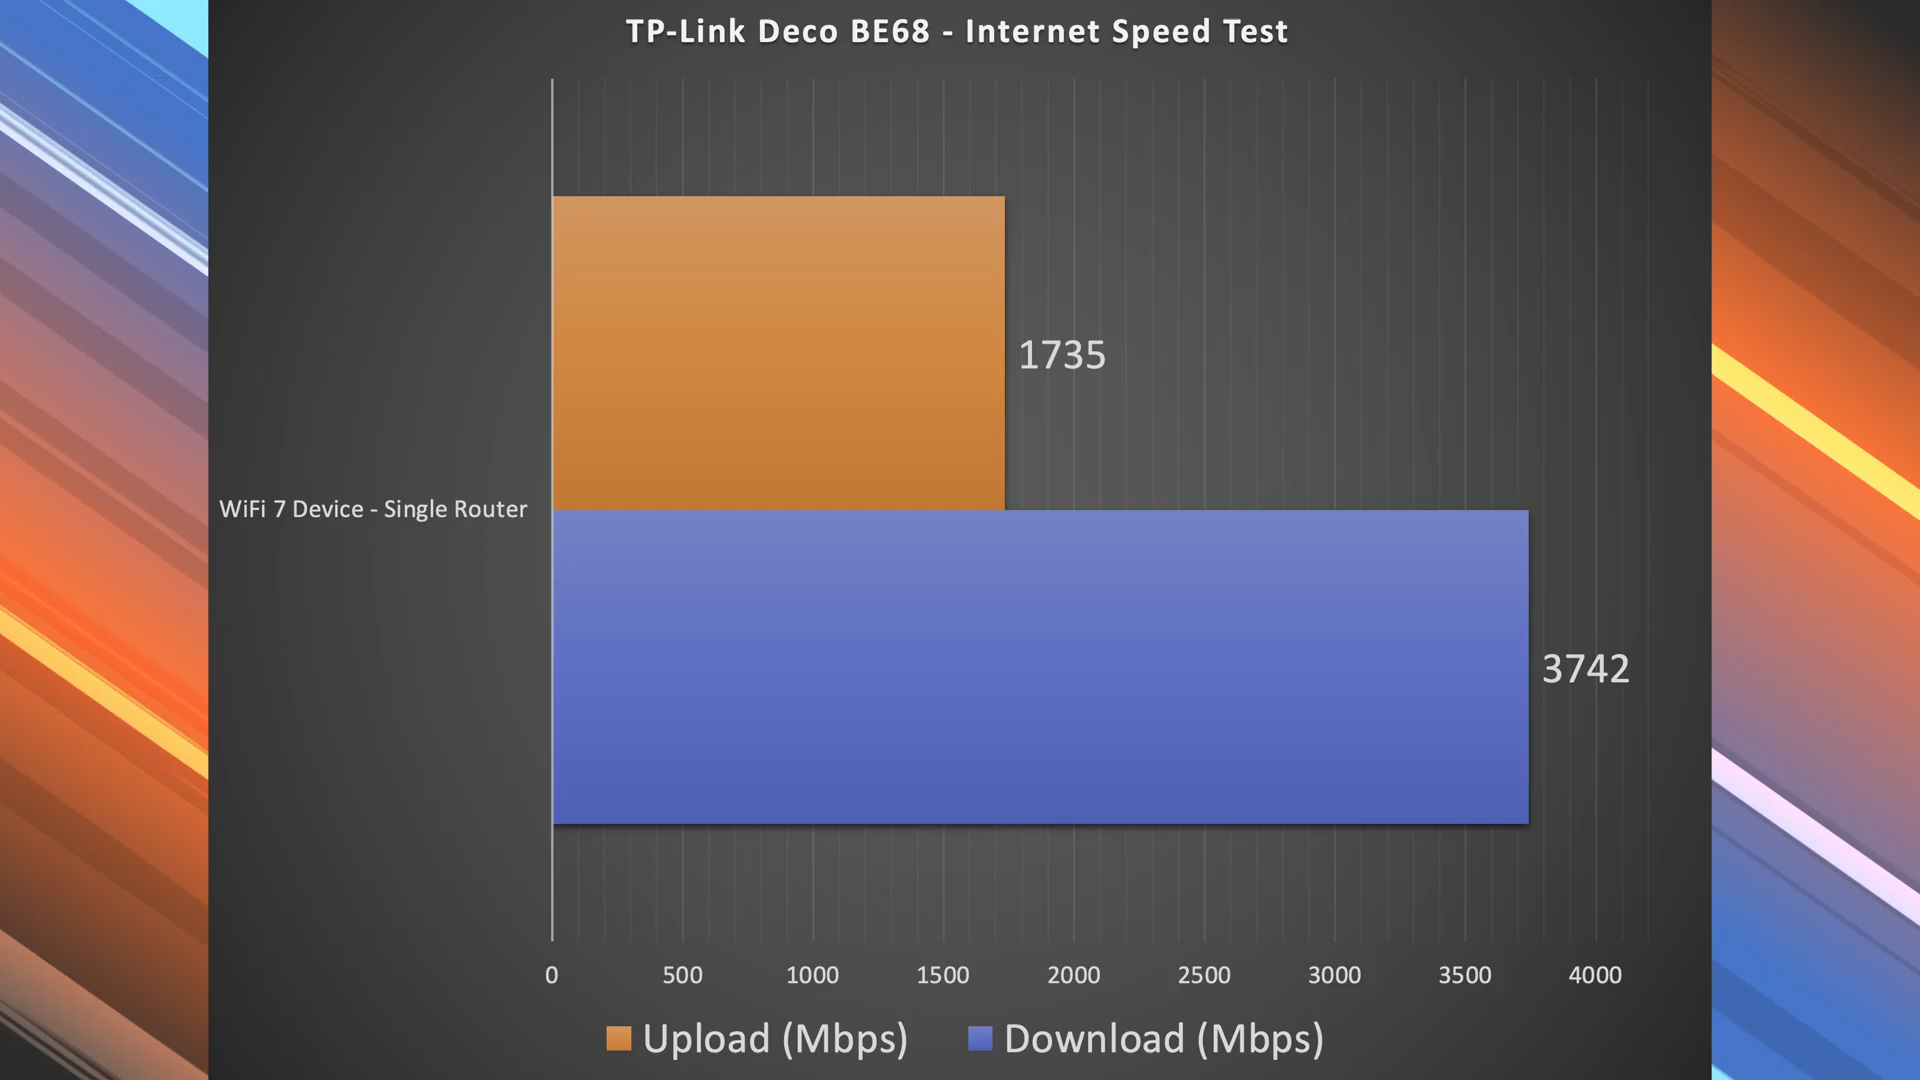 TP-Link Deco BE68 - Internet Speed Test
1735
WiFi 7 Device - Single Router
3742
0 500 1000 1500 2000 2500 3000 3500 4000
Upload (Mbps) Download (Mbps)